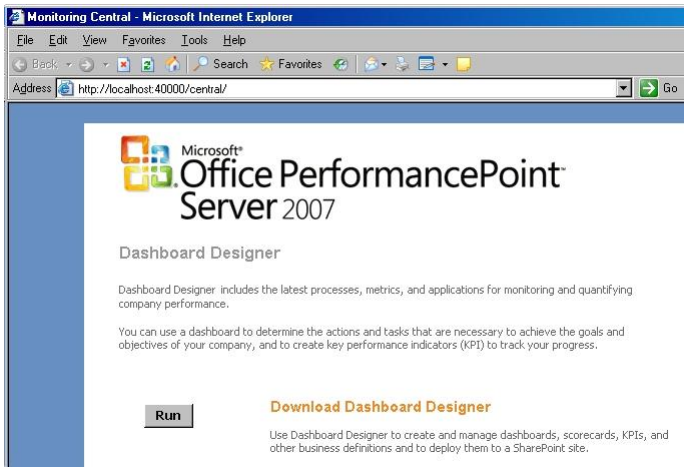 Monitoring Central - Microsoft Internet Explorer
File Edit View Favorites Tools Help
Back Search Favorites
Address http://localhost:40000/central/ Go
Microsoft®
Office PerformancePoint™
Server 2007
Dashboard Designer
Dashboard Designer includes the latest processes, metrics, and applications for monitoring and quantifying
company performance.
You can use a dashboard to determine the actions and tasks that are necessary to achieve the goals and
objectives of your company, and to create key performance indicators (KPI) to track your progress.
Run
Download Dashboard Designer
Use Dashboard Designer to create and manage dashboards, scorecards, KPIs, and
other business definitions and to deploy them to a SharePoint site.